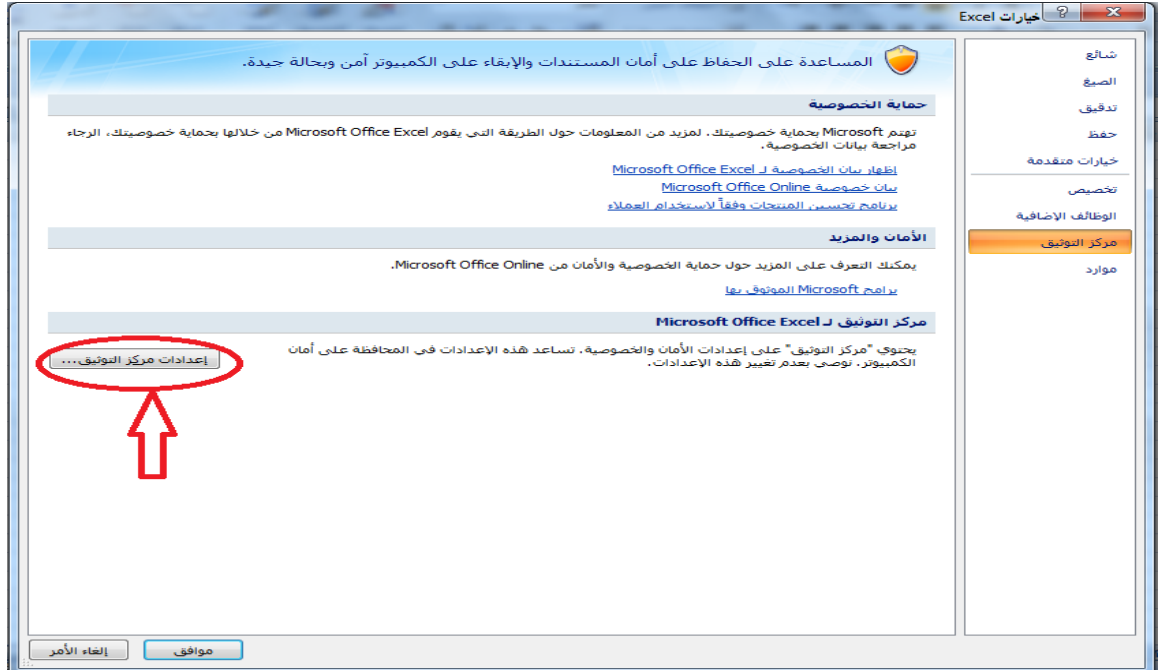 خيارات Excel
شائع
الصيغ
تدقيق
حفظ
خيارات متقدمة
تخصيص
الوظائف الإضافية
مركز التوثيق
موارد
المساعدة على الحفاظ على أمان المستندات والإبقاء على الكمبيوتر آمن وبحالة جيدة.
حماية الخصوصية
تهتم Microsoft بحماية خصوصيتك. لمزيد من المعلومات حول الطريقة التي يقوم Microsoft Office Excel من خلالها بحماية خصوصيتك، الرجاء
مراجعة بيانات الخصوصية.
إظهار بيان الخصوصية لـ Microsoft Office Excel
بيان خصوصية Microsoft Office Online
برنامج تحسين المنتجات وفقاً لاستخدام العملاء
الأمان والمزيد
يمكنك التعرف على المزيد حول حماية الخصوصية والأمان من Microsoft Office Online.
برامج Microsoft الموثوق بها
مركز التوثيق لـ Microsoft Office Excel
يحتوي "مركز التوثيق" على إعدادات الأمان والخصوصية. تساعد هذه الإعدادات في المحافظة على أمان
الكمبيوتر. نوصي بعدم تغيير هذه الإعدادات.
إعدادات مركز التوثيق...
موافق
إلغاء الأمر